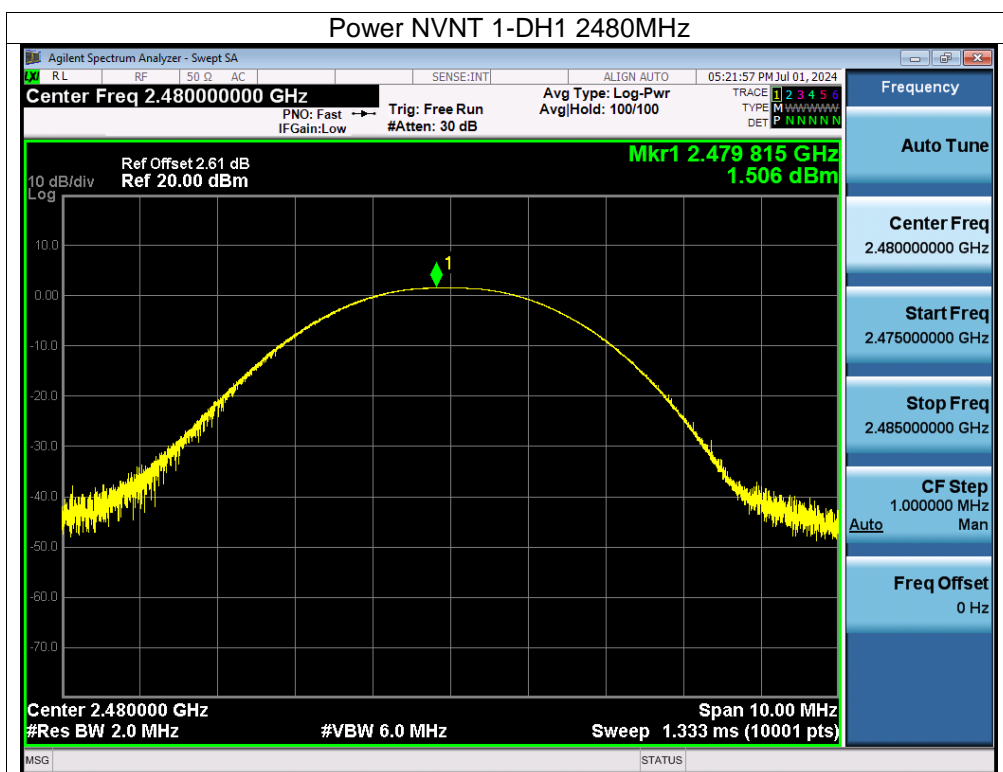 Power NVNT 1-DH1 2480MHz
Agilent Spectrum Analyzer - Swept SA
LXI RL RF 50 Ω AC SENSE:INT ALIGN AUTO 05:21:57 PM Jul 01, 2024
Center Freq 2.480000000 GHz
PNO: Fast
IFGain:Low
Trig: Free Run
#Atten: 30 dB
Avg Type: Log-Pwr
Avg|Hold: 100/100
TRACE 1 2 3 4 5 6
TYPE M WWWWW
DET P N N N N N
Mkr1 2.479 815 GHz
1.506 dBm
Ref Offset 2.61 dB
10 dB/div Ref 20.00 dBm
Log
10.0
0.00
-10.0
-20.0
-30.0
-40.0
-50.0
-60.0
-70.0
1
Center 2.480000 GHz Span 10.00 MHz
#Res BW 2.0 MHz #VBW 6.0 MHz Sweep 1.333 ms (10001 pts)
MSG STATUS
Frequency
Auto Tune
Center Freq
2.480000000 GHz
Start Freq
2.475000000 GHz
Stop Freq
2.485000000 GHz
CF Step
1.000000 MHz
Auto Man
Freq Offset
0 Hz